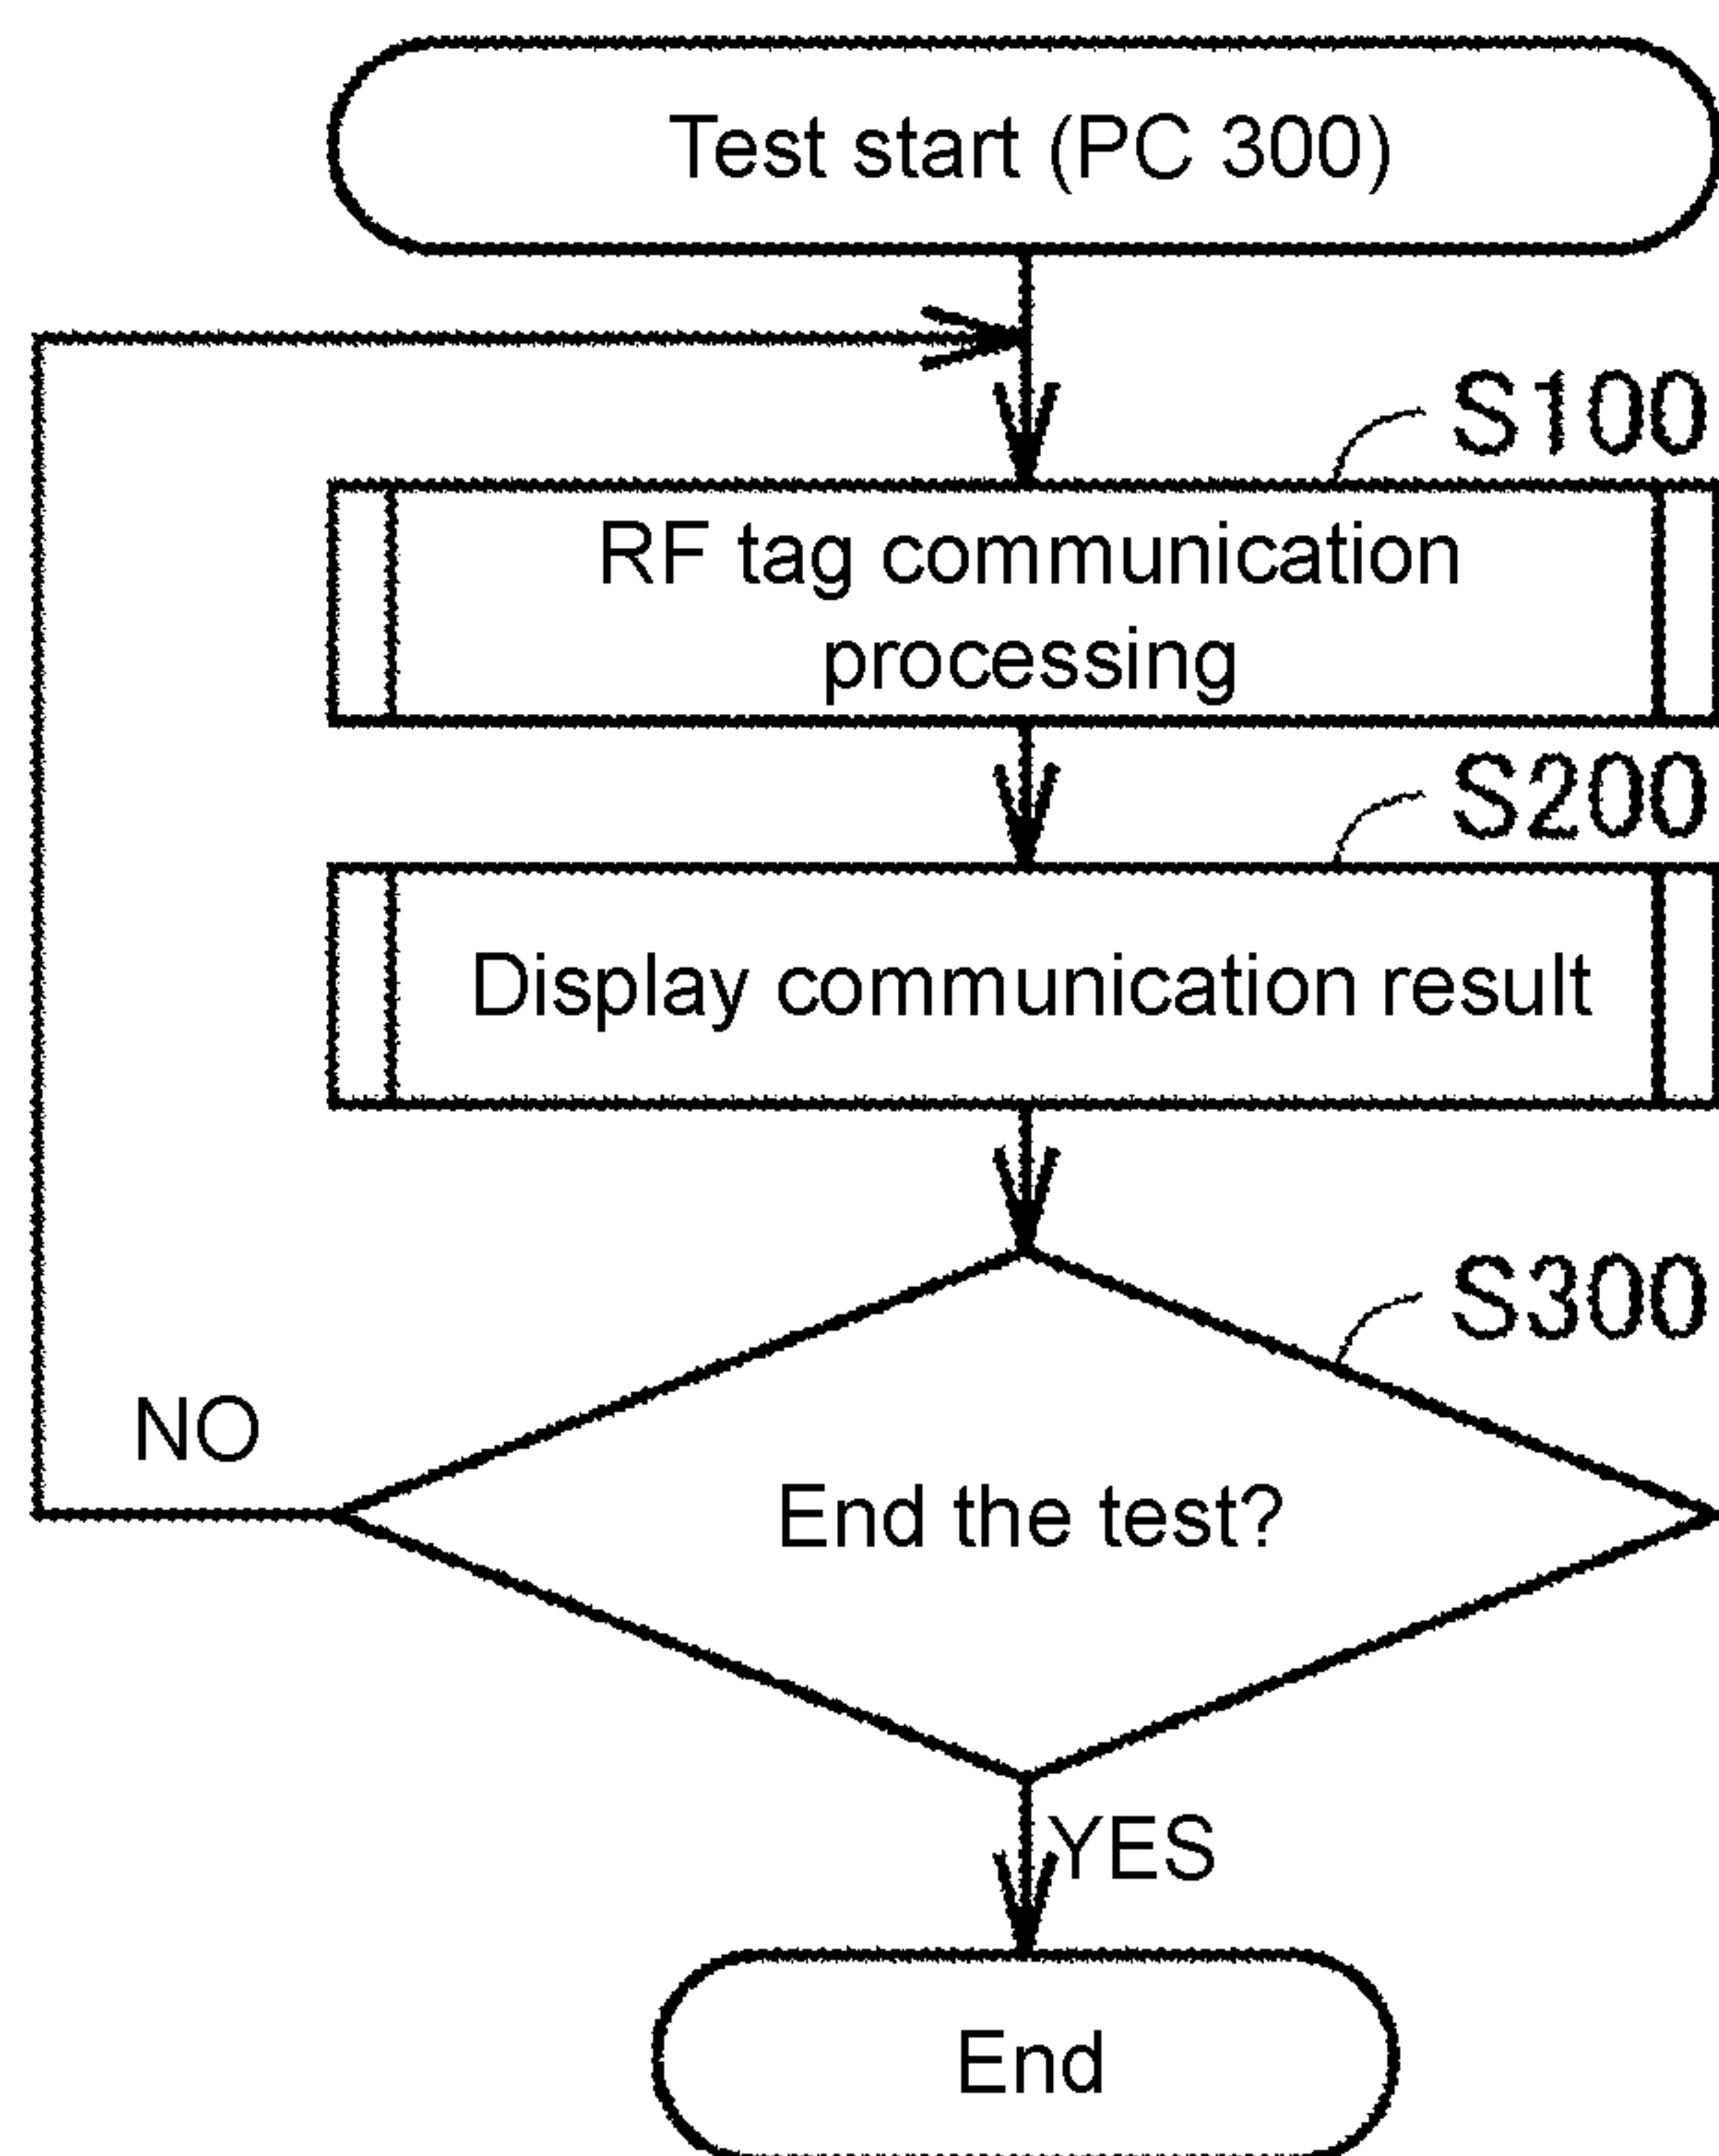 Test start (PC 300)
S100
RF tag communication
processing
S200
Display communication result
S300
End the test?
NO
YES
End